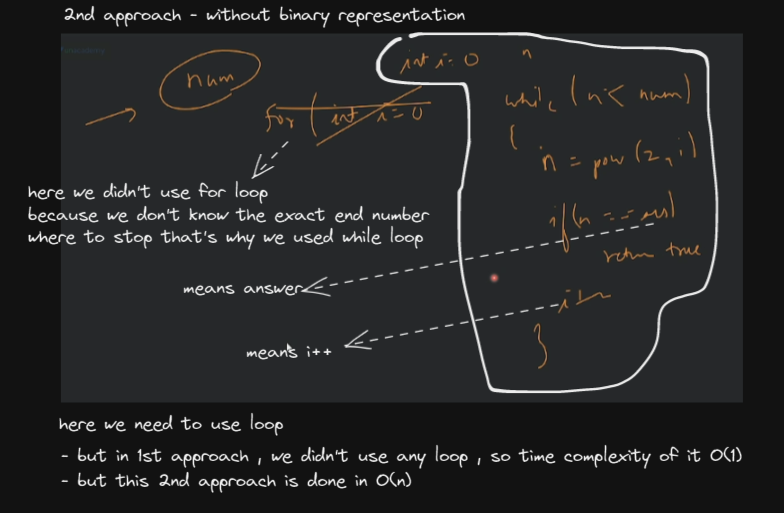 2nd approach - without binary representation
int i = 0 n
num
while (n < num)
for ( int i = 0
{
n = pow (2, i)
here we didn't use for loop
because we don't know the exact end number
where to stop that's why we used while loop
if (n == ans)
return true
means answer
i++
means i++
}
here we need to use loop
- but in 1st approach , we didn't use any loop , so time complexity of it O(1)
- but this 2nd approach is done in O(n)